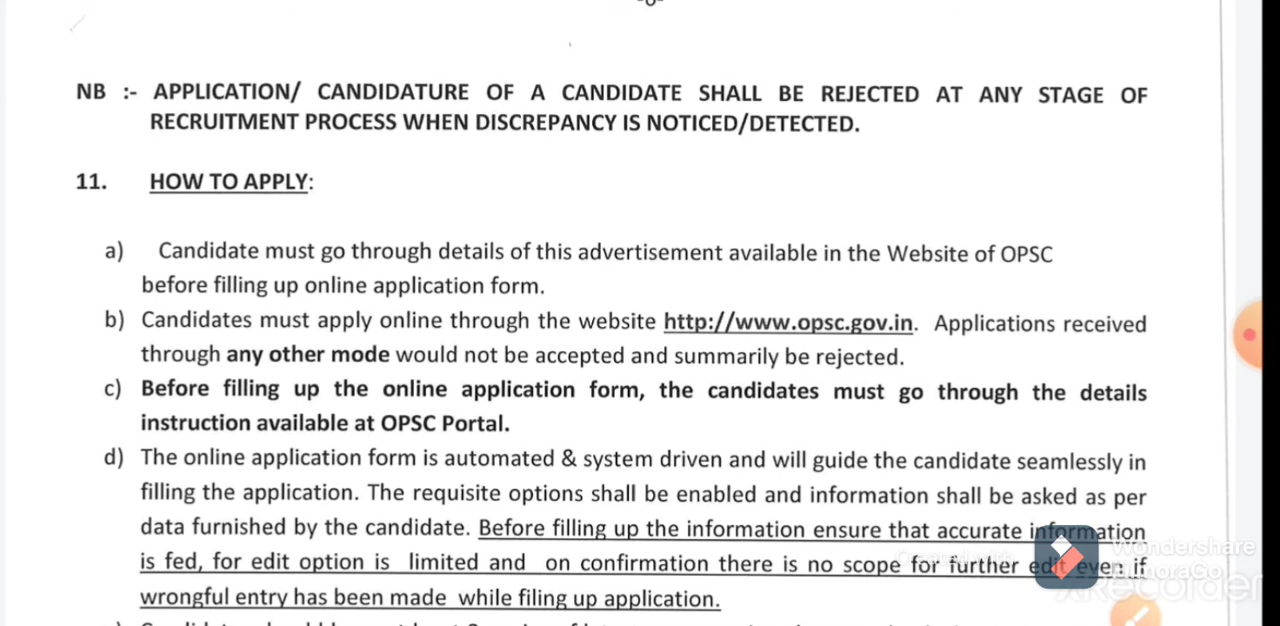 NB :- APPLICATION/ CANDIDATURE OF A CANDIDATE SHALL BE REJECTED AT ANY STAGE OF
RECRUITMENT PROCESS WHEN DISCREPANCY IS NOTICED/DETECTED.
11. HOW TO APPLY:
a) Candidate must go through details of this advertisement available in the Website of OPSC
before filling up online application form.
b) Candidates must apply online through the website http://www.opsc.gov.in. Applications received
through any other mode would not be accepted and summarily be rejected.
c) Before filling up the online application form, the candidates must go through the details
instruction available at OPSC Portal.
d) The online application form is automated & system driven and will guide the candidate seamlessly in
filling the application. The requisite options shall be enabled and information shall be asked as per
data furnished by the candidate. Before filling up the information ensure that accurate information
is fed, for edit option is limited and on confirmation there is no scope for further edit even if
wrongful entry has been made while filing up application.
Created with
Wondershare
FilmoraGo
XRecorder